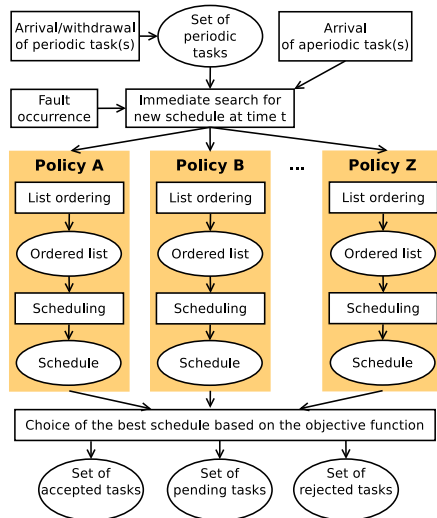 Arrival/withdrawal
of periodic task(s)
Set of
periodic
tasks
Arrival
of aperiodic task(s)
Fault
occurrence
Immediate search for
new schedule at time t
Policy A
List ordering
Ordered list
Scheduling
Schedule
Policy B
List ordering
Ordered list
Scheduling
Schedule
...
Policy Z
List ordering
Ordered list
Scheduling
Schedule
Choice of the best schedule based on the objective function
Set of
accepted tasks
Set of
pending tasks
Set of
rejected tasks